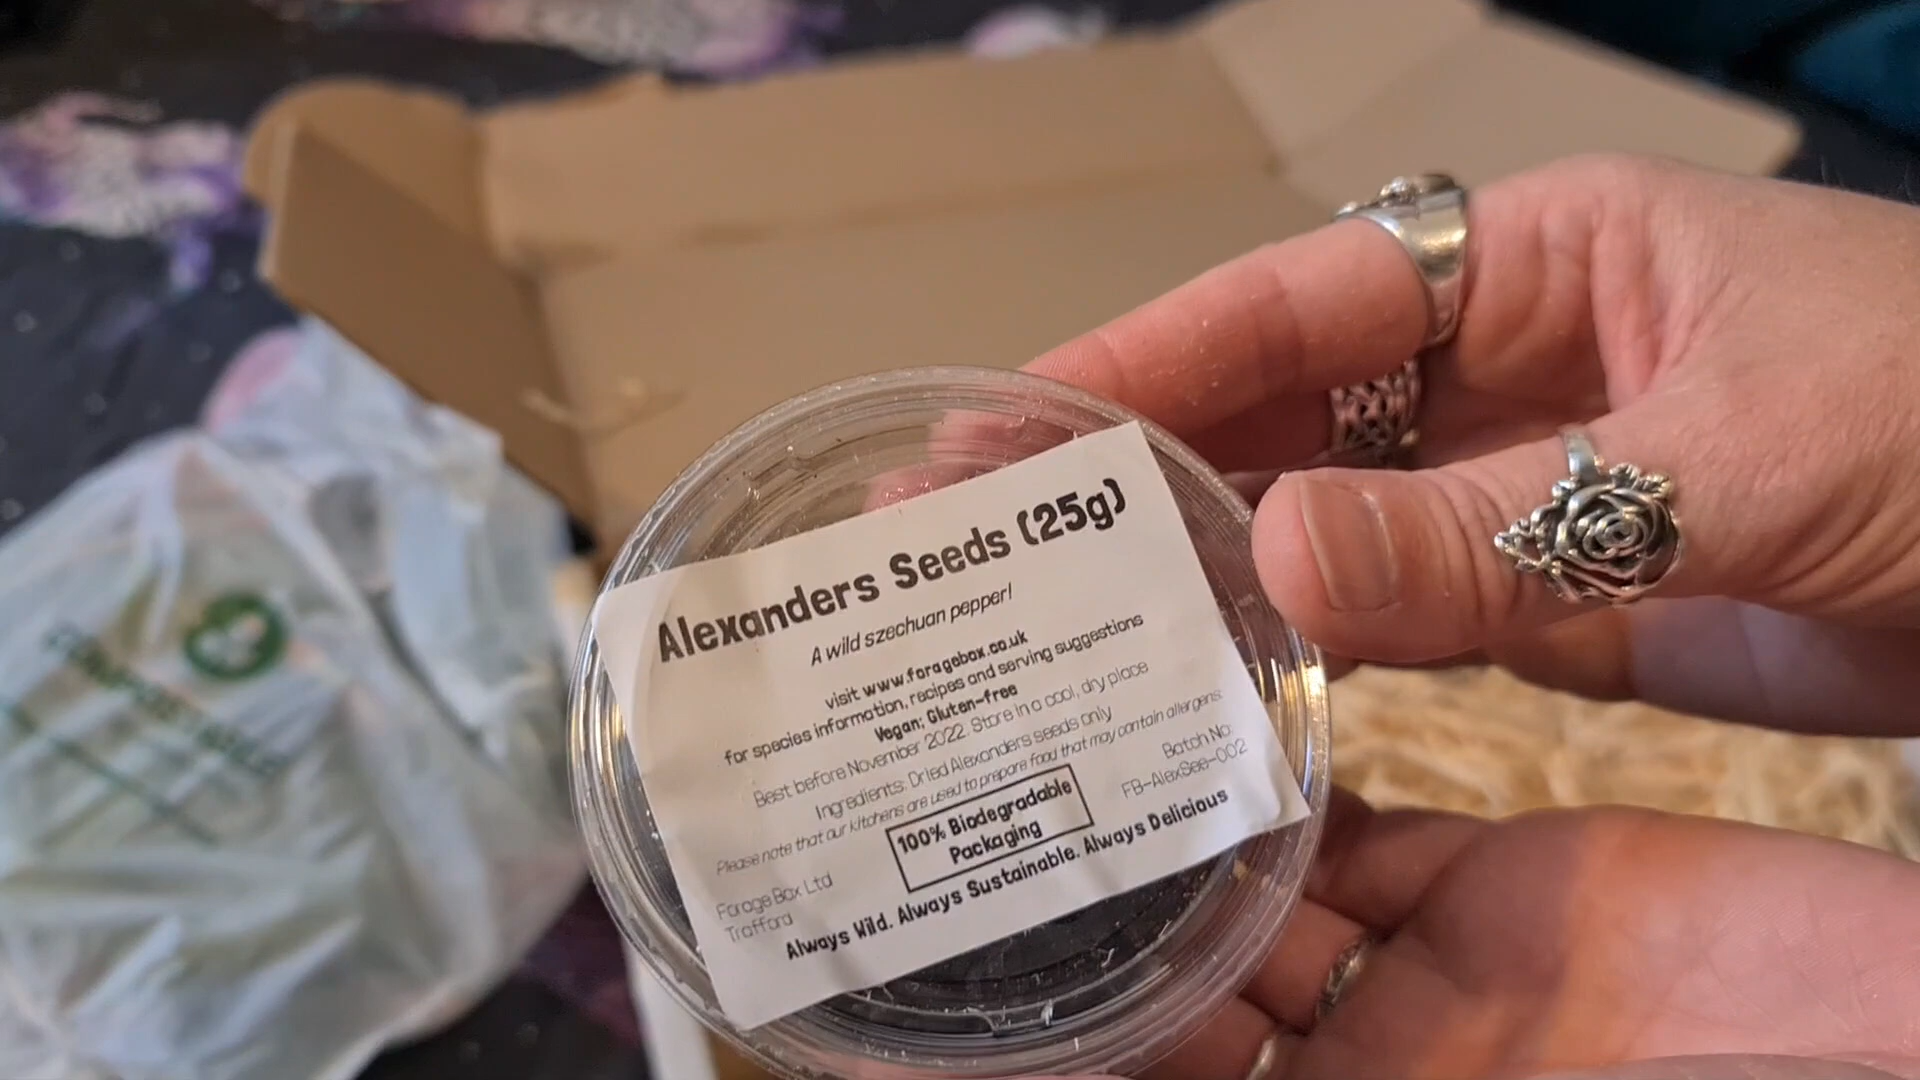 Alexanders Seeds (25g)
A wild szechuan pepper!
visit www.foragebox.co.uk
for species information, recipes and serving suggestions
Vegan; Gluten-free
Best before November 2022. Store in a cool, dry place
Ingredients: Dried Alexanders seeds only
Please note that our kitchens are used to prepare food that may contain allergens.
100% Biodegradable
Packaging
Batch No:
FB-AlexSee-002
Forage Box Ltd
Trafford
Always Wild. Always Sustainable. Always Delicious